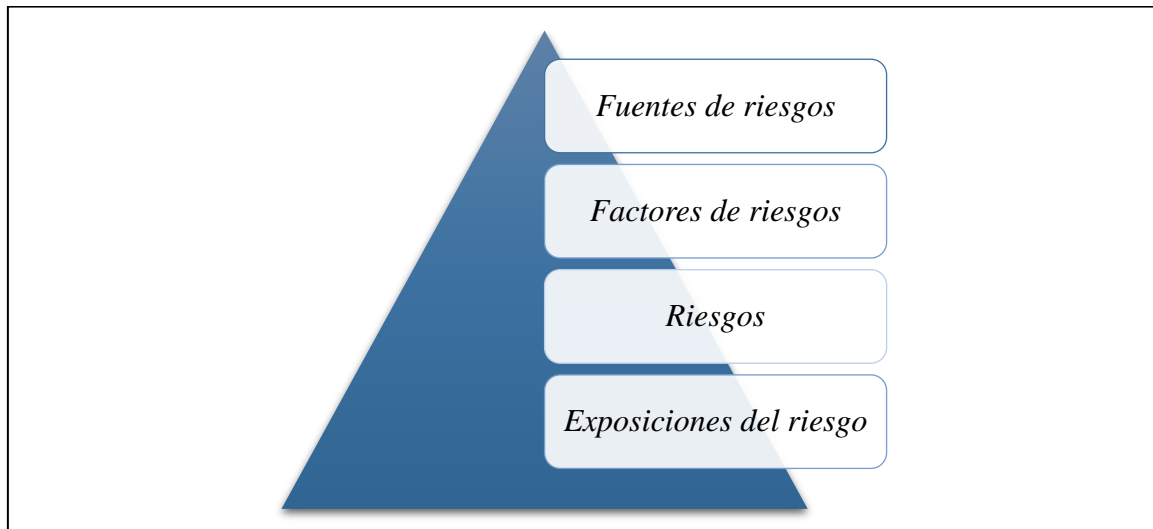 Fuentes de riesgos
Factores de riesgos
Riesgos
Exposiciones del riesgo